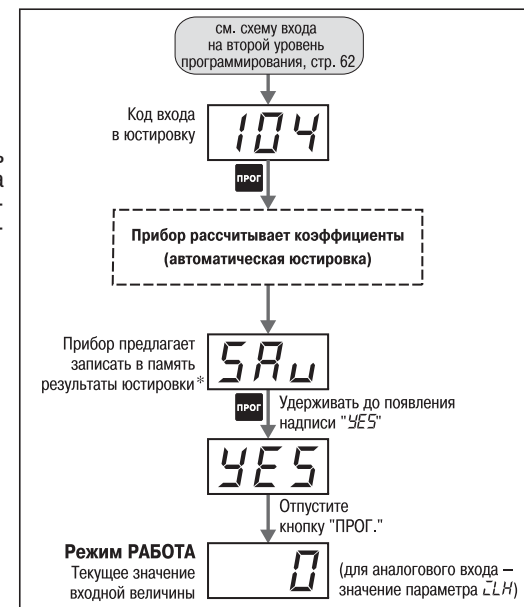 см. схему входа
на второй уровень
программирования, стр. 62
Код входа
в юстировку
104
ПРОГ
Прибор рассчитывает коэффициенты
(автоматическая юстировка)
Прибор предлагает
записать в память
результаты юстировки*
SAu
ПРОГ
Удерживать до появления
надписи "YES"
YES
Отпустите
кнопку "ПРОГ."
Режим РАБОТА
Текущее значение
входной величины
0
(для аналогового входа –
значение параметра